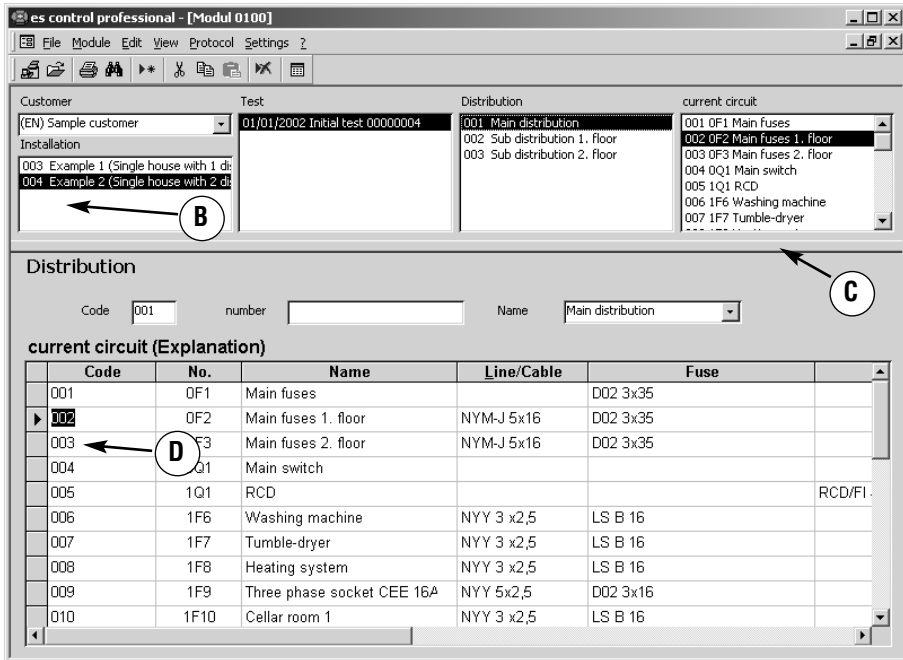 es control professional - [Modul 0100]
File Module Edit View Protocol Settings ?
Customer Test Distribution current circuit
(EN) Sample customer 01/01/2002 Initial test 00000004 001 Main distribution 001 0F1 Main fuses
Installation 002 Sub distribution 1. floor 002 0F2 Main fuses 1. floor
003 Example 1 (Single house with 1 di 003 Sub distribution 2. floor 003 0F3 Main fuses 2. floor
004 Example 2 (Single house with 2 di 004 0Q1 Main switch
005 1Q1 RCD
006 1F6 Washing machine
007 1F7 Tumble-dryer
B
C
Distribution
Code 001 number Name Main distribution
current circuit (Explanation)
Code No. Name Line/Cable Fuse
001 0F1 Main fuses D02 3x35
002 0F2 Main fuses 1. floor NYM-J 5x16 D02 3x35
003 F3 Main fuses 2. floor NYM-J 5x16 D02 3x35
D
004 Q1 Main switch
005 1Q1 RCD RCD/FI
006 1F6 Washing machine NYY 3 x2,5 LS B 16
007 1F7 Tumble-dryer NYY 3 x2,5 LS B 16
008 1F8 Heating system NYY 3 x2,5 LS B 16
009 1F9 Three phase socket CEE 16A NYY 5x2,5 D02 3x16
010 1F10 Cellar room 1 NYY 3 x2,5 LS B 16